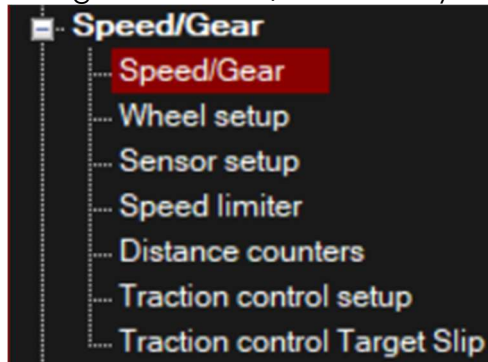 Speed/Gear
Speed/Gear
Wheel setup
Sensor setup
Speed limiter
Distance counters
Traction control setup
Traction control Target Slip